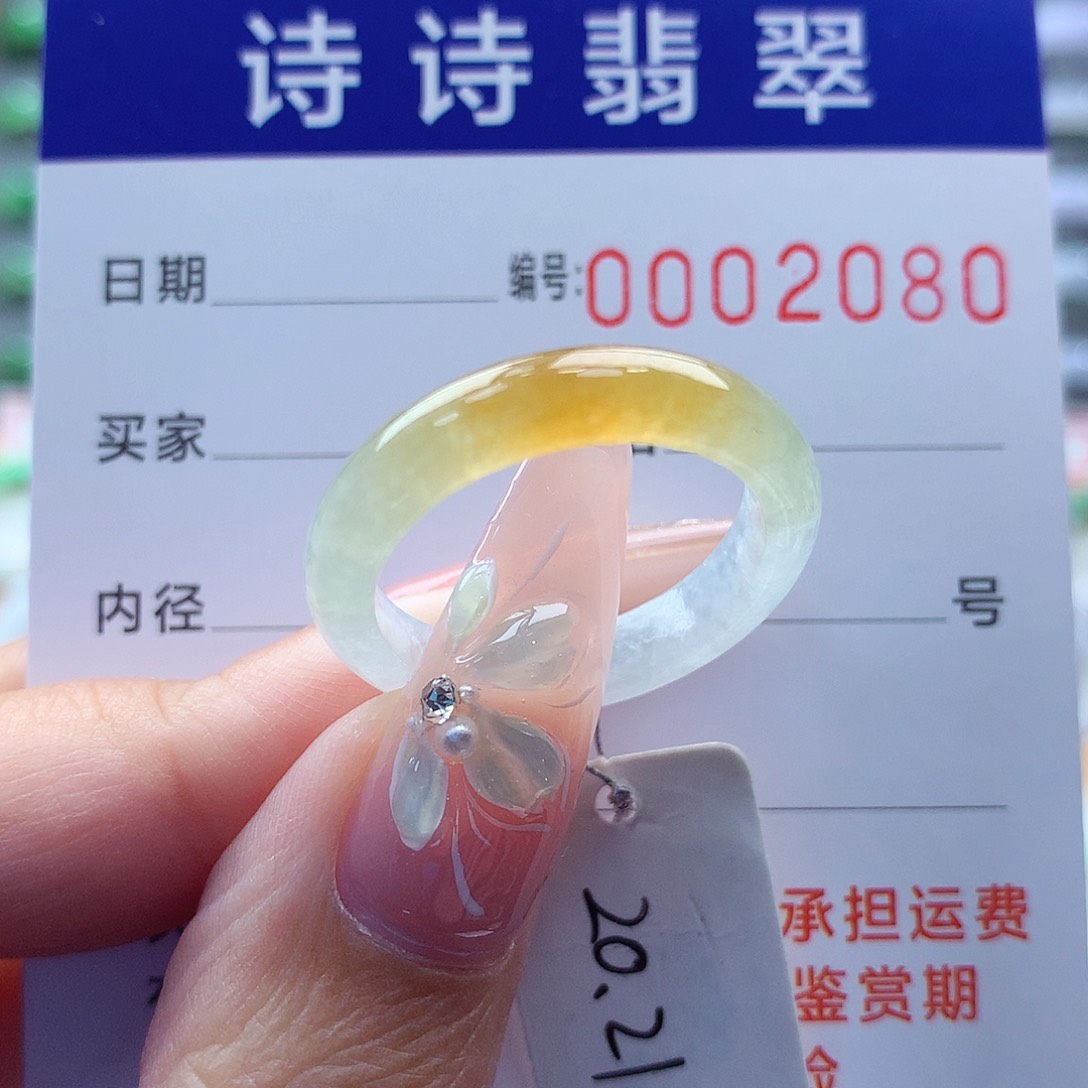 诗诗翡翠
日期 编号:0002080
买家
内径 号
20.21
承担运费
鉴赏期